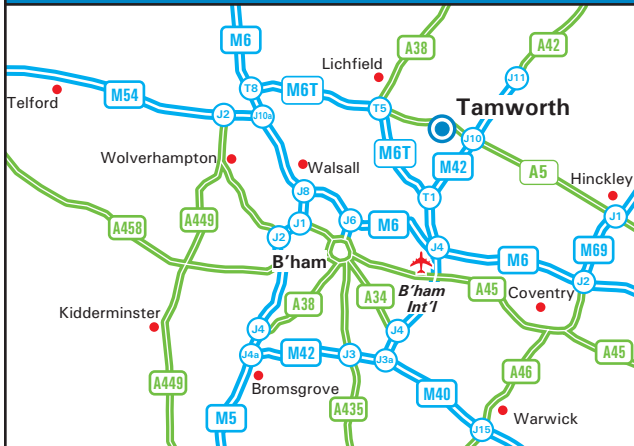 M6
A38
A42
Lichfield
J11
T8
M6T
Telford
M54
T5
Tamworth
J2
J10a
J10
M6T
Wolverhampton
Walsall
M42
A5
Hinckley
J8
T1
A458
A449
J1
J6
M6
J1
J2
J4
M69
B'ham
M6
B'ham
Int'l
A45
J2
Coventry
A38
A34
Kidderminster
J4
J4
J4a
M42
J3
J3a
A45
A449
Bromsgrove
A435
M40
A46
M5
Warwick
J15